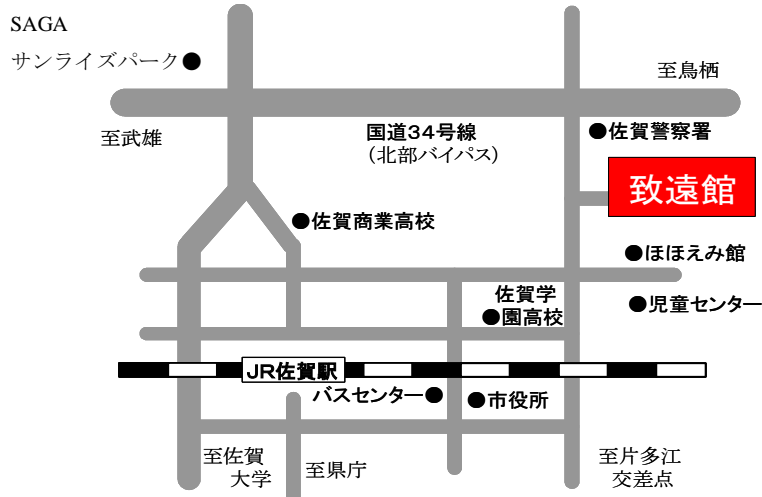 SAGA
サンライズパーク●
至鳥栖
至武雄
国道34号線
（北部バイパス）
●佐賀警察署
致遠館
●佐賀商業高校
●ほほえみ館
佐賀学
●園高校
●児童センター
JR佐賀駅
バスセンター●
●市役所
至佐賀
大学
至県庁
至片多江
交差点